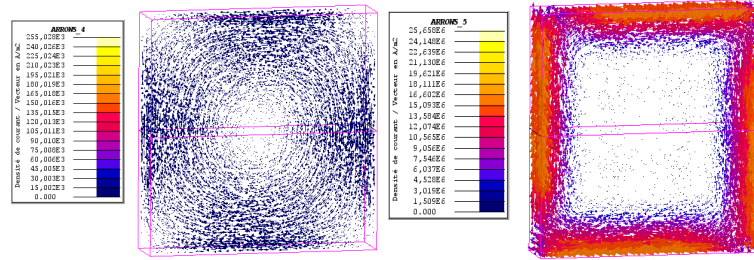 ARROWS_4
255,028E3
240,026E3
225,024E3
210,023E3
195,021E3
180,019E3
165,018E3
150,016E3
135,015E3
120,013E3
105,011E3
90,010E3
75,008E3
60,006E3
45,005E3
30,003E3
15,002E3
0.000
Densité de courant / Vecteur en A/m2
ARROWS_5
25,658E6
24,148E6
22,639E6
21,130E6
19,621E6
18,111E6
16,602E6
15,093E6
13,584E6
12,074E6
10,565E6
9,056E6
7,546E6
6,037E6
4,528E6
3,019E6
1,509E6
0.000
Densité de courant / Vecteur en A/m2